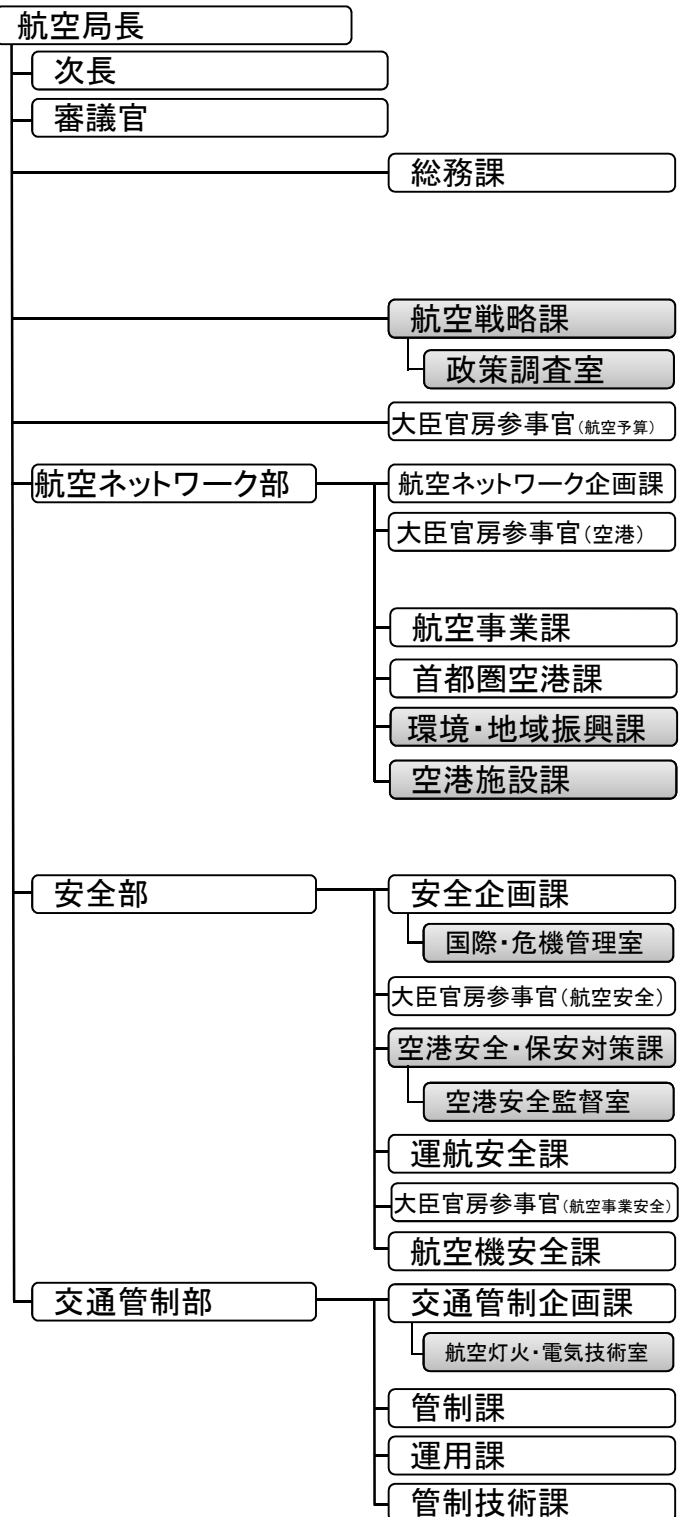 航空局長
次長
審議官
総務課
航空戦略課
政策調査室
大臣官房参事官(航空予算)
航空ネットワーク部
航空ネットワーク企画課
大臣官房参事官(空港)
航空事業課
首都圏空港課
環境・地域振興課
空港施設課
安全部
安全企画課
国際・危機管理室
大臣官房参事官(航空安全)
空港安全・保安対策課
空港安全監督室
運航安全課
大臣官房参事官(航空事業安全)
航空機安全課
交通管制部
交通管制企画課
航空灯火・電気技術室
管制課
運用課
管制技術課